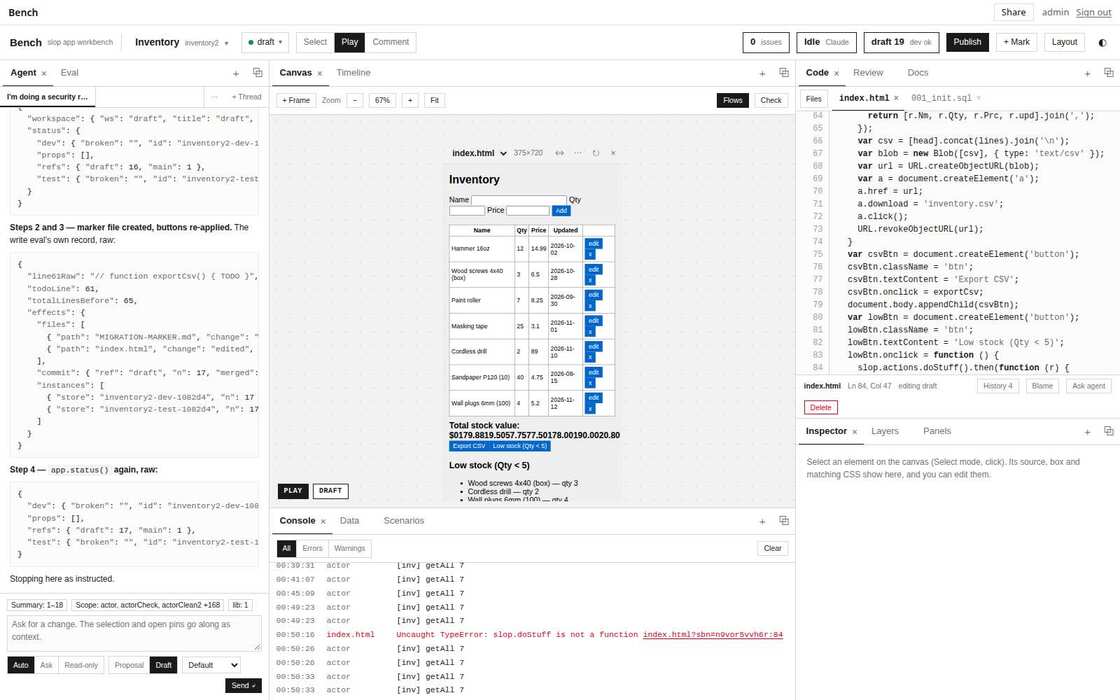 Bench
Share admin Sign out
Bench slop app workbench Inventory inventory2 ▾ draft ▾ Select Play Comment 0 issues Idle Claude draft 19 dev ok Publish + Mark Layout
Agent × Eval +
I'm doing a security r… … + Thread
{
"workspace": { "ws": "draft", "title": "draft",
"status": {
"dev": { "broken": "", "id": "inventory2-dev-1
"props": [],
"refs": { "draft": 16, "main": 1 },
"test": { "broken": "", "id": "inventory2-test
}
}
Steps 2 and 3 — marker file created, buttons re-applied. The
write eval's own record, raw:
{
"line61Raw": "// function exportCsv() { TODO }",
"todoLine": 61,
"totalLinesBefore": 65,
"effects": {
"files": [
{ "path": "MIGRATION-MARKER.md", "change": "
{ "path": "index.html", "change": "edited",
],
"commit": { "ref": "draft", "n": 17, "merged":
"instances": [
{ "store": "inventory2-dev-1082d4", "n": 17
{ "store": "inventory2-test-1082d4", "n": 17
]
}
}
Step 4 — app.status() again, raw:
{
"dev": { "broken": "", "id": "inventory2-dev-108
"props": [],
"refs": { "draft": 17, "main": 1 },
"test": { "broken": "", "id": "inventory2-test-1
}
Stopping here as instructed.
Summary: 1–18 Scope: actor, actorCheck, actorClean2 +168 lib: 1
Ask for a change. The selection and open pins go along as
context.
Auto Ask Read-only Proposal Draft Default
Send
Canvas × Timeline +
+ Frame Zoom − 67% + Fit Flows Check
index.html 375×720 ⇔ ⋯ ↻ ×
Inventory
Name Qty
Price Add
Name Qty Price Updated
Hammer 16oz 12 14.99 2026-10-02 edit x
Wood screws 4x40 (box) 3 6.5 2026-10-28 edit x
Paint roller 7 8.25 2026-09-30 edit x
Masking tape 25 3.1 2026-11-01 edit x
Cordless drill 2 89 2026-11-10 edit x
Sandpaper P120 (10) 40 4.75 2026-08-15 edit x
Wall plugs 6mm (100) 4 5.2 2026-11-12 edit x
Total stock value:
$0179.8819.5057.7577.50178.00190.0020.80
Export CSV Low stock (Qty < 5)
Low stock (Qty < 5)
• Wood screws 4x40 (box) — qty 3
• Cordless drill — qty 2
• Wall plugs 6mm (100) — qty 4
PLAY DRAFT
Console × Data Scenarios +
All Errors Warnings Clear
00:39:31 actor [inv] getAll 7
00:41:07 actor [inv] getAll 7
00:45:09 actor [inv] getAll 7
00:49:23 actor [inv] getAll 7
00:49:23 actor [inv] getAll 7
00:50:16 index.html Uncaught TypeError: slop.doStuff is not a function index.html?sbn=n9vor5vvh6r:84
00:50:26 actor [inv] getAll 7
00:50:26 actor [inv] getAll 7
00:50:33 actor [inv] getAll 7
00:50:33 actor [inv] getAll 7
Code × Review Docs +
Files index.html × 001_init.sql
64 return [r.Nm, r.Qty, r.Prc, r.upd].join(',');
65 });
66 var csv = [head].concat(lines).join('\n');
67 var blob = new Blob([csv], { type: 'text/csv' });
68 var url = URL.createObjectURL(blob);
69 var a = document.createElement('a');
70 a.href = url;
71 a.download = 'inventory.csv';
72 a.click();
73 URL.revokeObjectURL(url);
74 }
75 var csvBtn = document.createElement('button');
76 csvBtn.className = 'btn';
77 csvBtn.textContent = 'Export CSV';
78 csvBtn.onclick = exportCsv;
79 document.body.appendChild(csvBtn);
80 var lowBtn = document.createElement('button');
81 lowBtn.className = 'btn';
82 lowBtn.textContent = 'Low stock (Qty < 5)';
83 lowBtn.onclick = function () {
84 slop.actions.doStuff().then(function (r) {
index.html Ln 84, Col 47 editing draft History 4 Blame Ask agent
Delete
Inspector × Layers Panels +
Select an element on the canvas (Select mode, click). Its source, box and
matching CSS show here, and you can edit them.